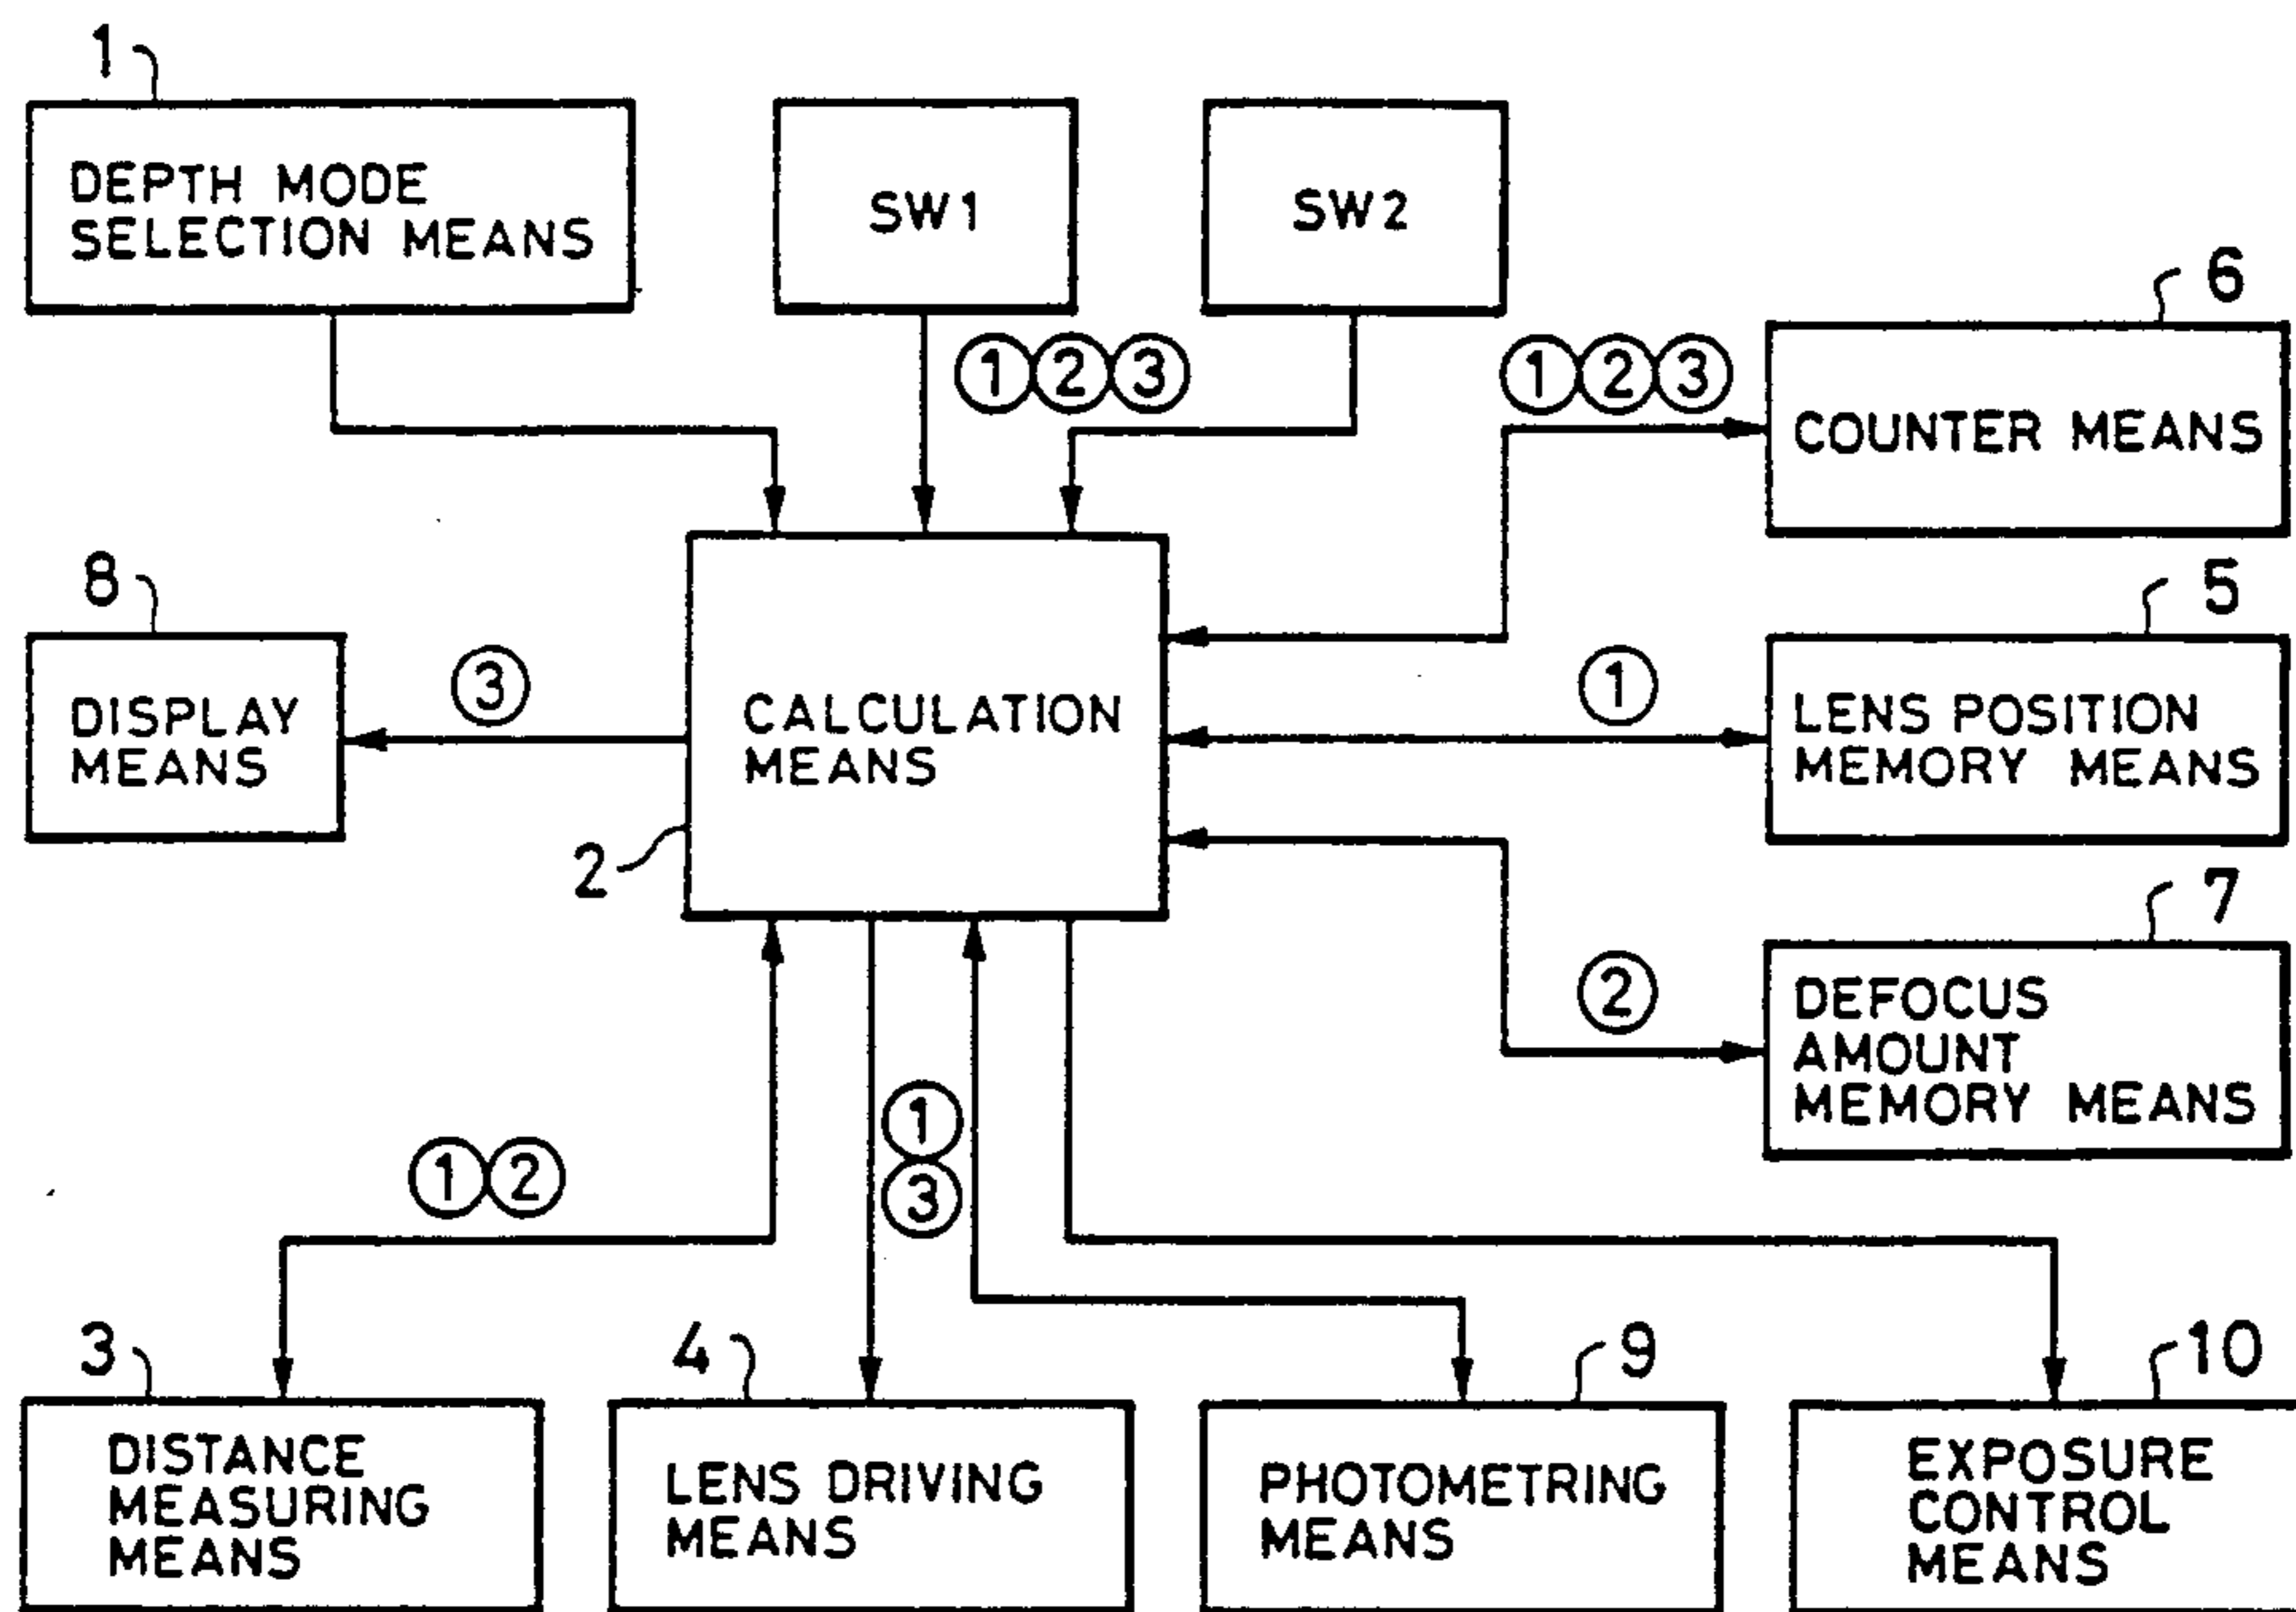 1
DEPTH MODE
SELECTION MEANS
SW1
SW2
①②③
①②③
6
COUNTER MEANS
8
DISPLAY
MEANS
③
CALCULATION
MEANS
2
①
5
LENS POSITION
MEMORY MEANS
②
7
DEFOCUS
AMOUNT
MEMORY MEANS
①②
①
③
3
DISTANCE
MEASURING
MEANS
4
LENS DRIVING
MEANS
9
PHOTOMETRING
MEANS
10
EXPOSURE
CONTROL
MEANS